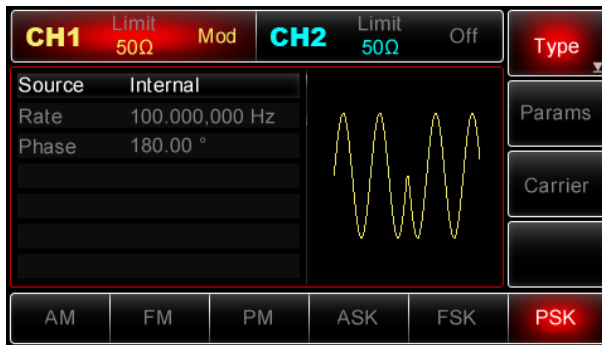 CH1 Limit 50Ω Mod CH2 Limit 50Ω Off Type
Source Internal
Rate 100.000,000 Hz
Phase 180.00 °
Params
Carrier
AM FM PM ASK FSK PSK